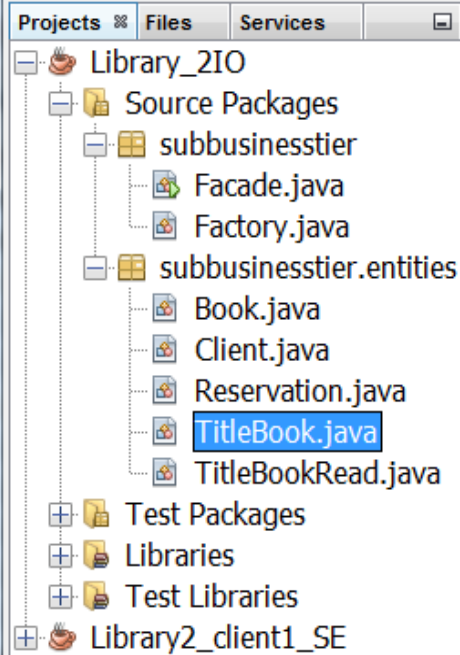 Projects Files Services
Library_2IO
Source Packages
subbusinesstier
Facade.java
Factory.java
subbusinesstier.entities
Book.java
Client.java
Reservation.java
TitleBook.java
TitleBookRead.java
Test Packages
Libraries
Test Libraries
Library2_client1_SE